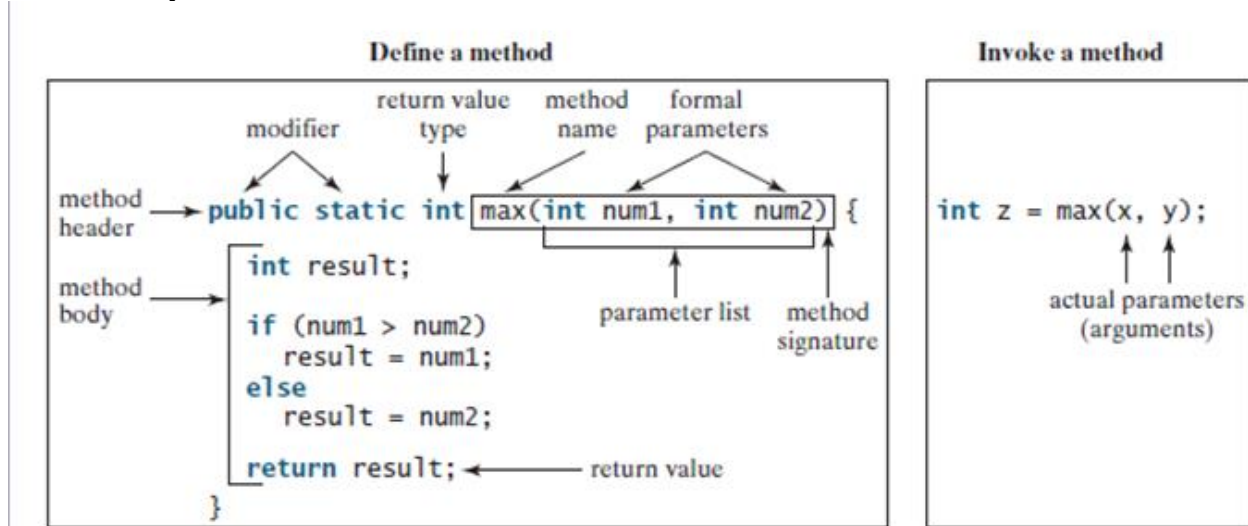 Define a method
return value method formal
modifier type name parameters
method
header
public static int max(int num1, int num2) {
method
body
int result;
if (num1 > num2)
result = num1;
else
result = num2;
return result;
}
parameter list method
signature
return value
Invoke a method
int z = max(x, y);
actual parameters
(arguments)